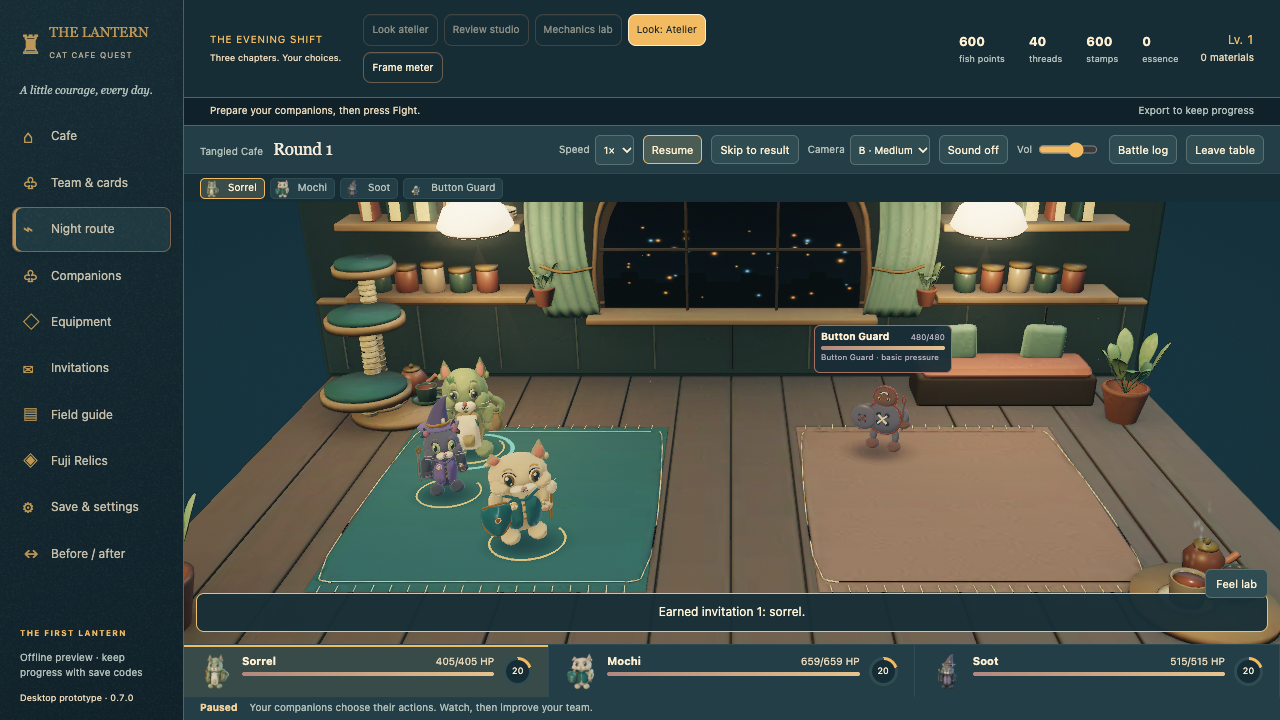 THE LANTERN
CAT CAFE QUEST
A little courage, every day.
Cafe
Team & cards
Night route
Companions
Equipment
Invitations
Field guide
Fuji Relics
Save & settings
Before / after
THE FIRST LANTERN
Offline preview · keep
progress with save codes
Desktop prototype · 0.7.0
THE EVENING SHIFT
Three chapters. Your choices.
Look atelier
Review studio
Mechanics lab
Look: Atelier
Frame meter
600
fish points
40
threads
600
stamps
0
essence
Lv. 1
0 materials
Prepare your companions, then press Fight.
Export to keep progress
Tangled Cafe
Round 1
Speed
1×
Resume
Skip to result
Camera
B · Medium
Sound off
Vol
Battle log
Leave table
Sorrel
Mochi
Soot
Button Guard
Button Guard 480/480
Button Guard · basic pressure
Feel lab
Earned invitation 1: sorrel.
Sorrel 405/405 HP 20
Mochi 659/659 HP 20
Soot 515/515 HP 20
Paused Your companions choose their actions. Watch, then improve your team.